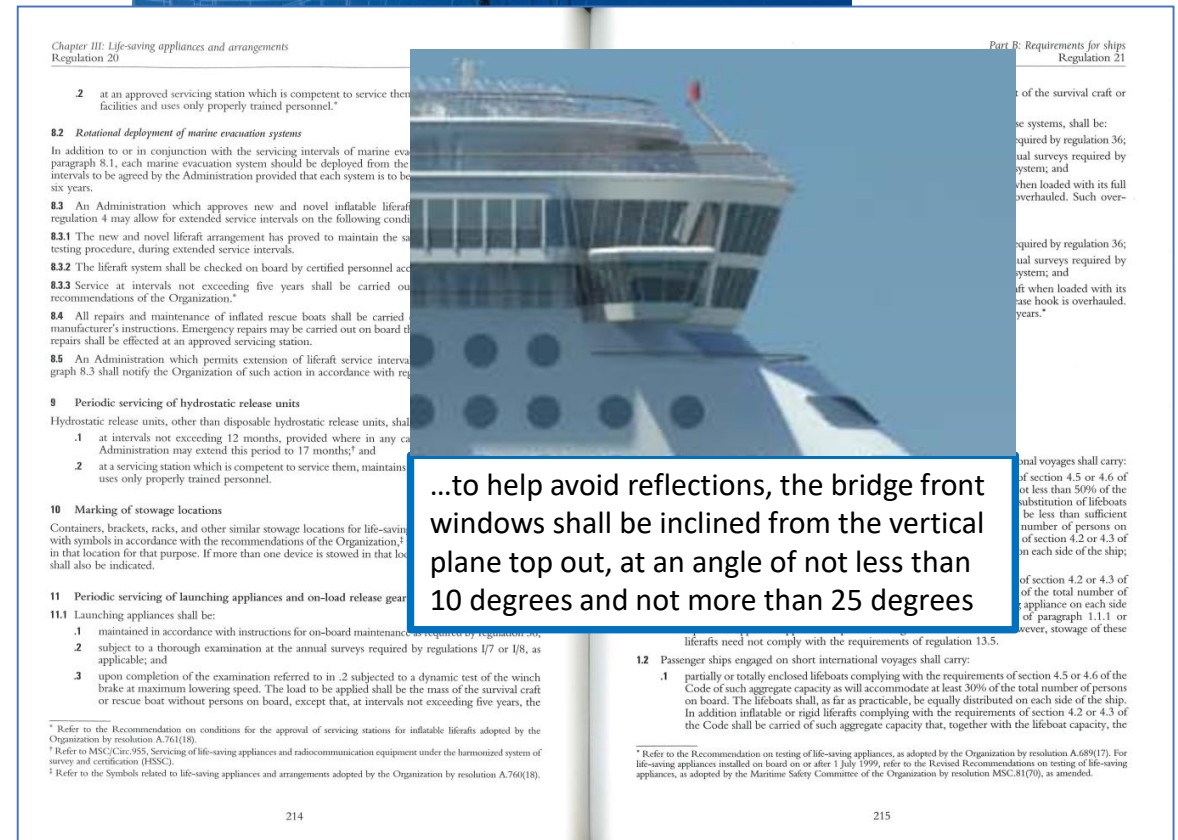 Chapter III: Life-saving appliances and arrangements
Regulation 20
.2 at an approved servicing station which is competent to service them
facilities and uses only properly trained personnel.*
8.2 Rotational deployment of marine evacuation systems
In addition to or in conjunction with the servicing intervals of marine
paragraph 8.1, each marine evacuation system should be deployed from the
intervals to be agreed by the Administration provided that each system is to be
six years.
8.3 An Administration which approves new and novel inflatable
regulation 4 may allow for extended service intervals on the following
8.3.1 The new and novel liferaft arrangement has proved to maintain the
testing procedure, during extended service intervals.
8.3.2 The liferaft system shall be checked on board by certified personnel
8.3.3 Service at intervals not exceeding five years shall be carried
recommendations of the Organization.*
8.4 All repairs and maintenance of inflated rescue boats shall be carried
manufacturer's instructions. Emergency repairs may be carried out on board
repairs shall be effected at an approved servicing station.
8.5 An Administration which permits extension of liferaft service
graph 8.3 shall notify the Organization of such action in accordance with
9 Periodic servicing of hydrostatic release units
Hydrostatic release units, other than disposable hydrostatic release units,
.1 at intervals not exceeding 12 months, provided where in any
Administration may extend this period to 17 months;† and
.2 at a servicing station which is competent to service them, maintains
uses only properly trained personnel.
10 Marking of stowage locations
Containers, brackets, racks, and other similar stowage locations for
with symbols in accordance with the recommendations of the Organization,‡
in that location for that purpose. If more than one device is stowed in that
shall also be indicated.
11 Periodic servicing of launching appliances and on-load release gear
11.1 Launching appliances shall be:
.1 maintained in accordance with instructions for on-board maintenance as required by regulation 36;
.2 subject to a thorough examination at the annual surveys required by regulations I/7 or I/8, as
applicable; and
.3 upon completion of the examination referred to in .2 subjected to a dynamic test of the winch
brake at maximum lowering speed. The load to be applied shall be the mass of the survival craft
or rescue boat without persons on board, except that, at intervals not exceeding five years, the
* Refer to the Recommendation on conditions for the approval of servicing stations for inflatable liferafts adopted by the
Organization by resolution A.761(18).
† Refer to MSC/Circ.955, Servicing of life-saving appliances and radiocommunication equipment under the harmonized system of
survey and certification (HSSC).
‡ Refer to the Symbols related to life-saving appliances and arrangements adopted by the Organization by resolution A.760(18).
214
...to help avoid reflections, the bridge front
windows shall be inclined from the vertical
plane top out, at an angle of not less than
10 degrees and not more than 25 degrees
Part B: Requirements for ships
Regulation 21
of the survival craft or
systems, shall be:
required by regulation 36;
surveys required by
system; and
when loaded with its full
overhauled. Such over-
required by regulation 36;
surveys required by
system; and
when loaded with its
hook is overhauled.
years.*
voyages shall carry:
of section 4.5 or 4.6 of
not less than 50% of the
substitution of lifeboats
be less than sufficient
number of persons on
of section 4.2 or 4.3 of
on each side of the ship;
of section 4.2 or 4.3 of
of the total number of
appliance on each side
of paragraph 1.1.1 or
stowage of these
liferafts need not comply with the requirements of regulation 13.5.
1.2 Passenger ships engaged on short international voyages shall carry:
.1 partially or totally enclosed lifeboats complying with the requirements of section 4.5 or 4.6 of the
Code of such aggregate capacity as will accommodate at least 30% of the total number of persons
on board. The lifeboats shall, as far as practicable, be equally distributed on each side of the ship.
In addition inflatable or rigid liferafts complying with the requirements of section 4.2 or 4.3 of
the Code shall be carried of such aggregate capacity that, together with the lifeboat capacity, the
* Refer to the Recommendation on testing of life-saving appliances, as adopted by the Organization by resolution A.689(17). For
life-saving appliances installed on board on or after 1 July 1999, refer to the Revised Recommendations on testing of life-saving
appliances, as adopted by the Maritime Safety Committee of the Organization by resolution MSC.81(70), as amended.
215